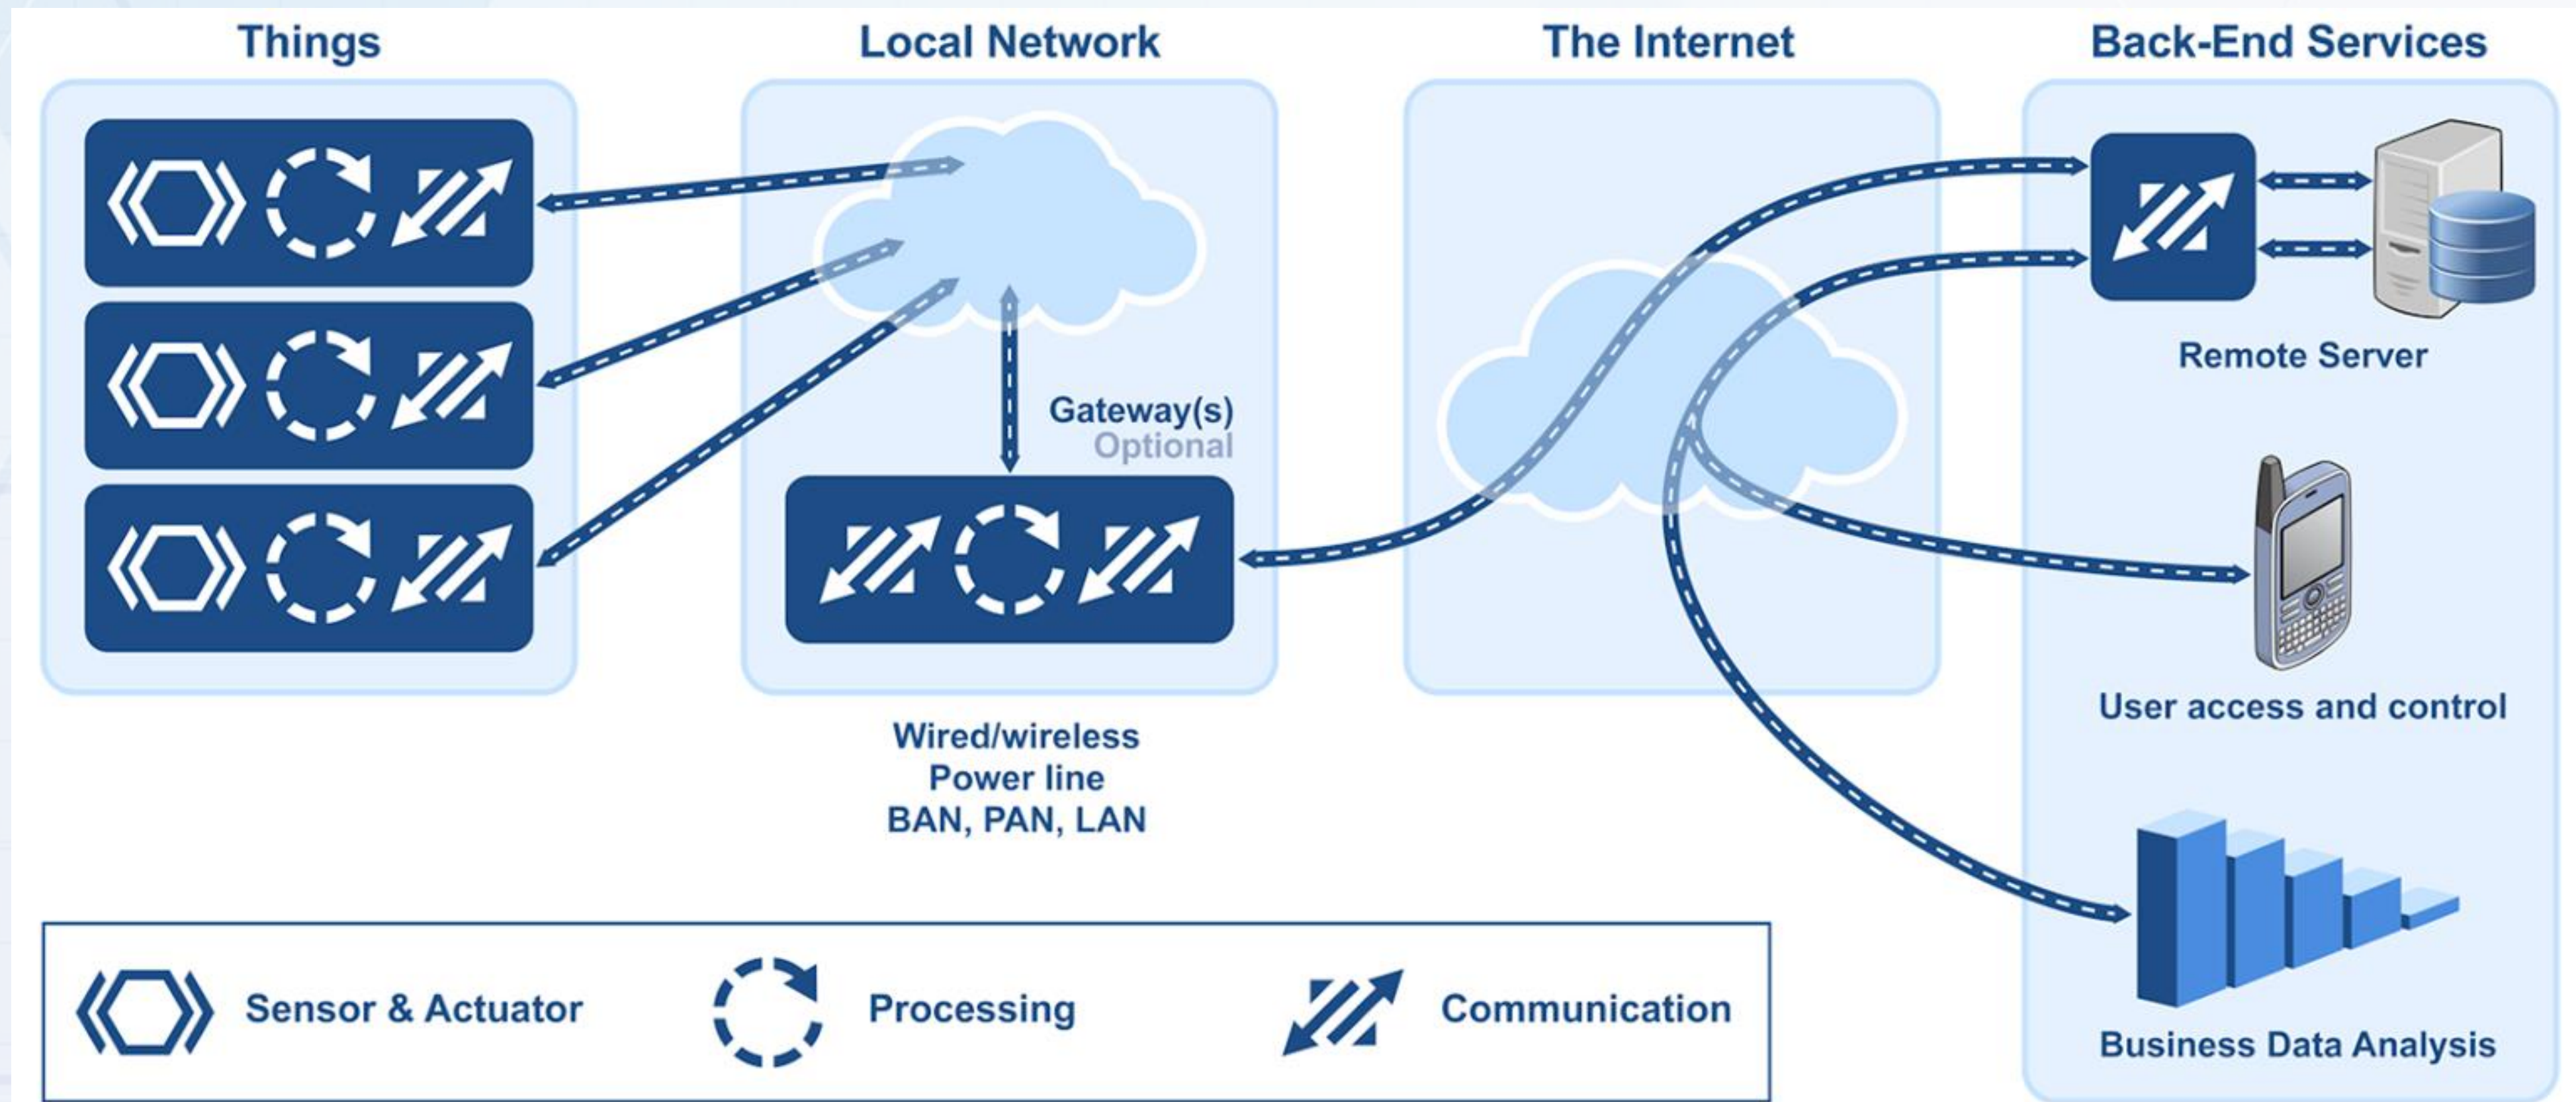 Things
Local Network
The Internet
Back-End Services
Gateway(s)
Optional
Remote Server
User access and control
Wired/wireless
Power line
BAN, PAN, LAN
Sensor & Actuator
Processing
Communication
Business Data Analysis